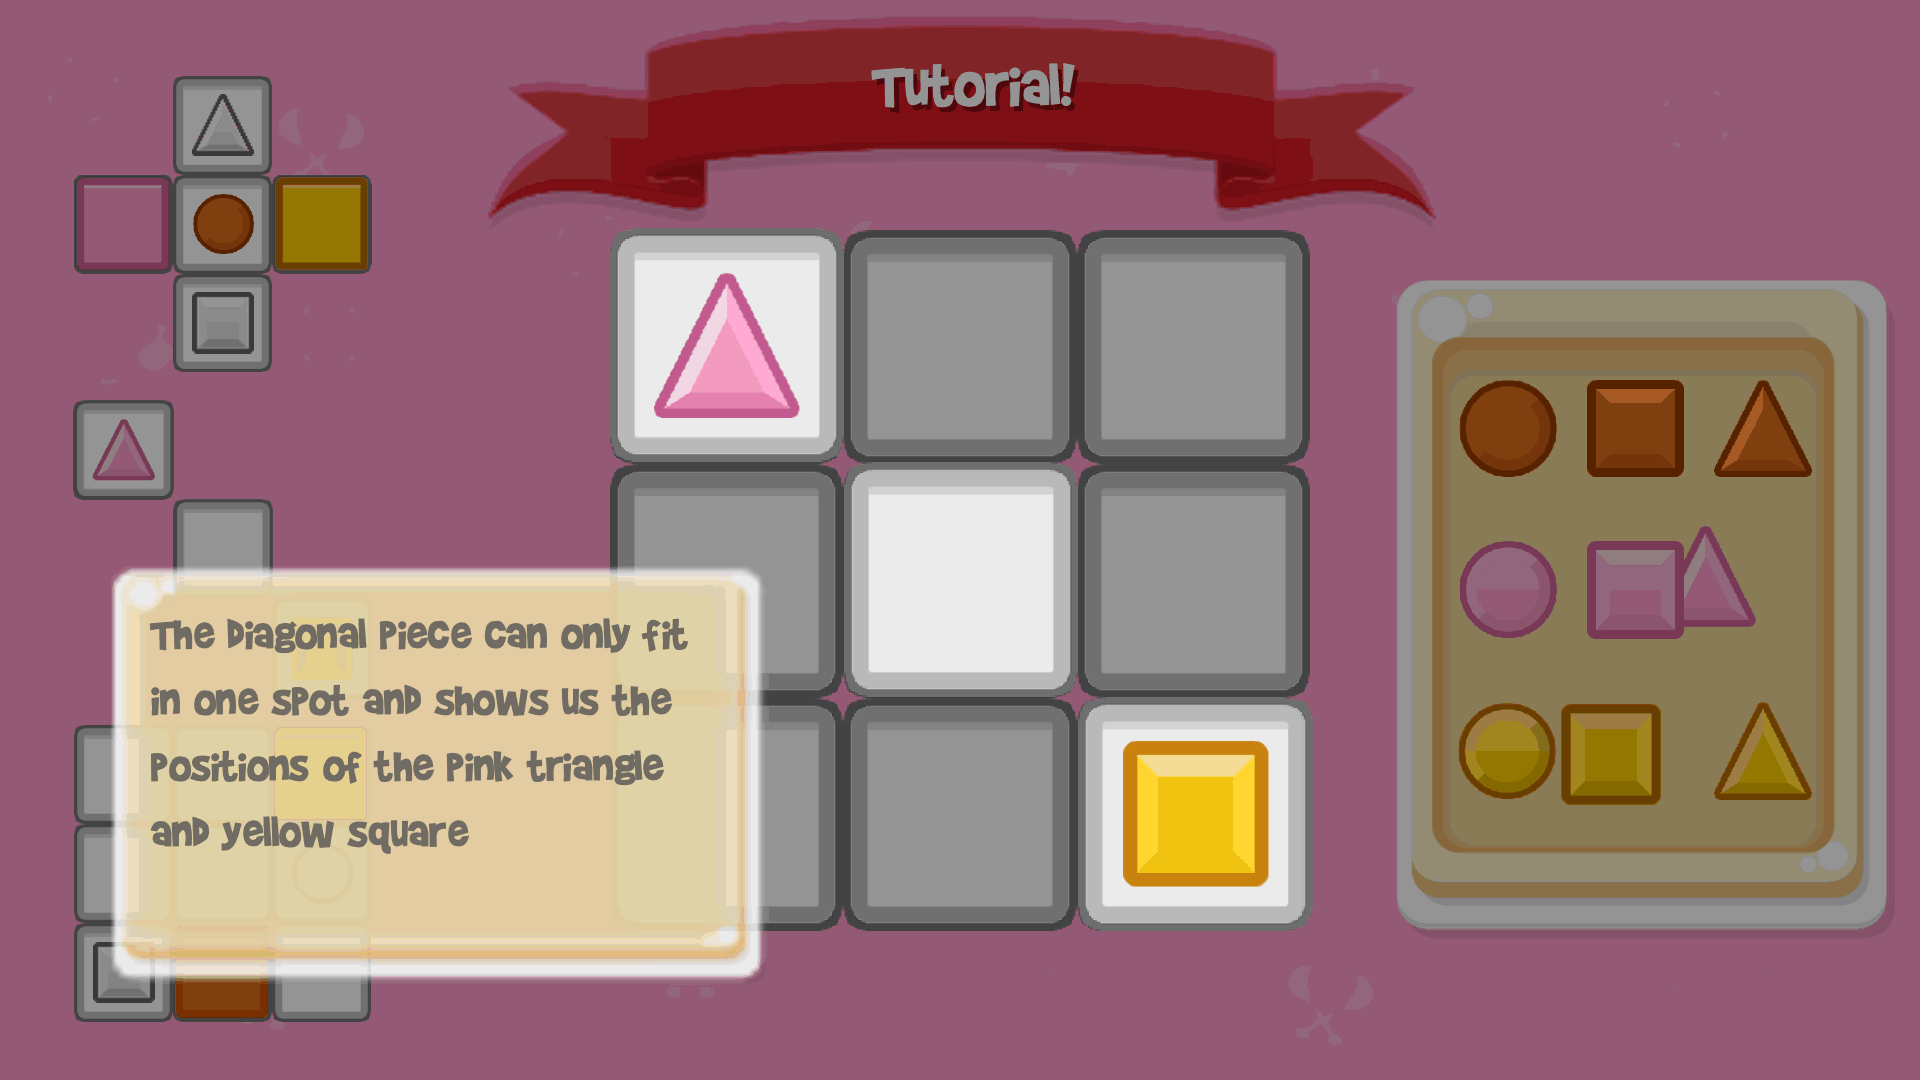 Tutorial!
The Diagonal Piece can only fit
in one spot and shows us the
Positions of the Pink triangle
and yellow square